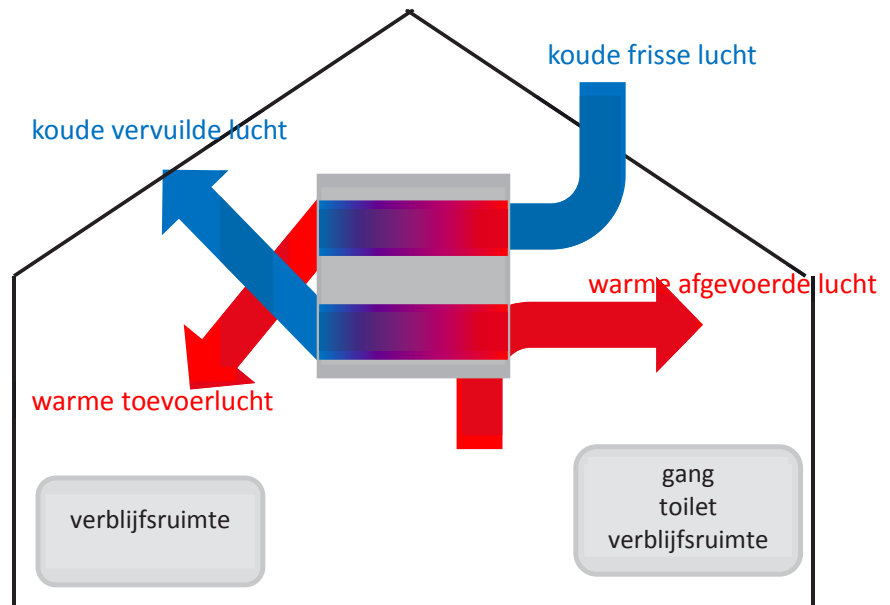 koude frisse lucht
koude vervuilde lucht
warme afgevoerde lucht
warme toevoerlucht
verblijfsruimte
gang
toilet
verblijfsruimte